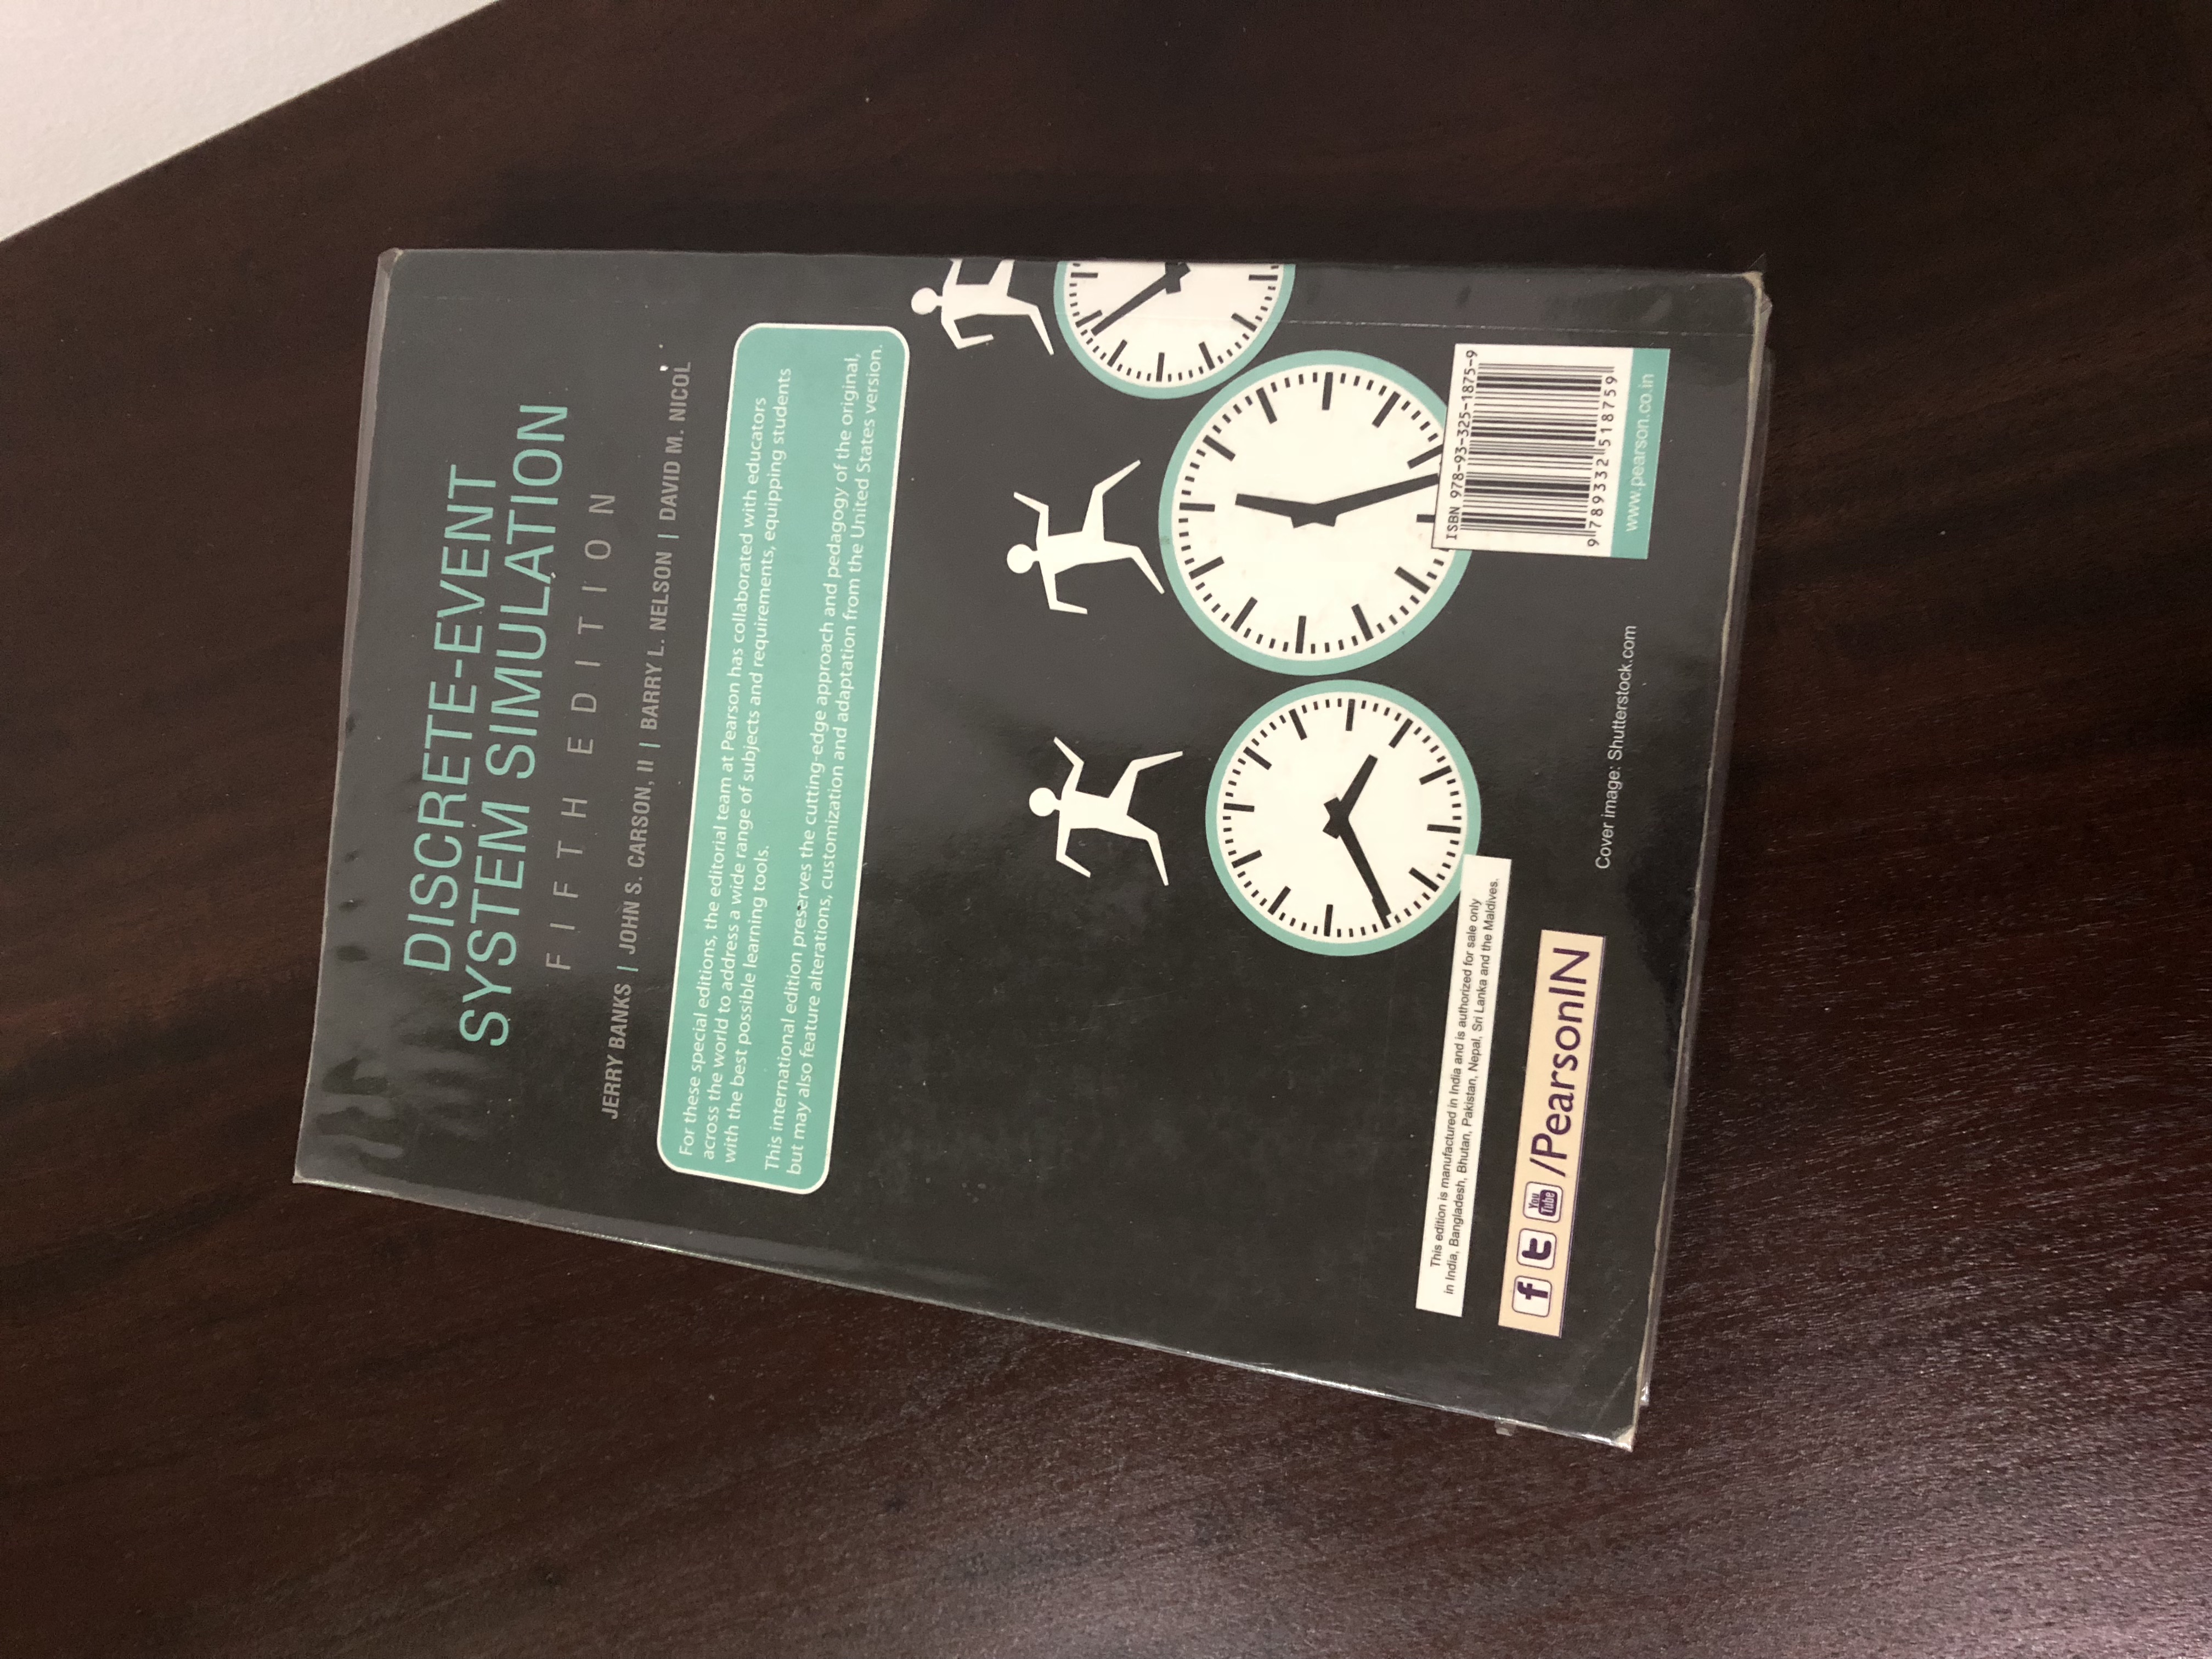 DISCRETE-EVENT
SYSTEM SIMULATION
FIFTH EDITION
JERRY BANKS | JOHN S. CARSON, II | BARRY L. NELSON | DAVID M. NICOL
For these special editions, the editorial team at Pearson has collaborated with educators
across the world to address a wide range of subjects and requirements, equipping students
with the best possible learning tools.
This international edition preserves the cutting-edge approach and pedagogy of the original,
but may also feature alterations, customization and adaptation from the United States version.
This edition is manufactured in India and is authorized for sale only
in India, Bangladesh, Bhutan, Pakistan, Nepal, Sri Lanka and the Maldives.
f t You Tube /PearsonIN
Cover image: Shutterstock.com
ISBN 978-93-325-1875-9
9 789332 518759
www.pearson.co.in